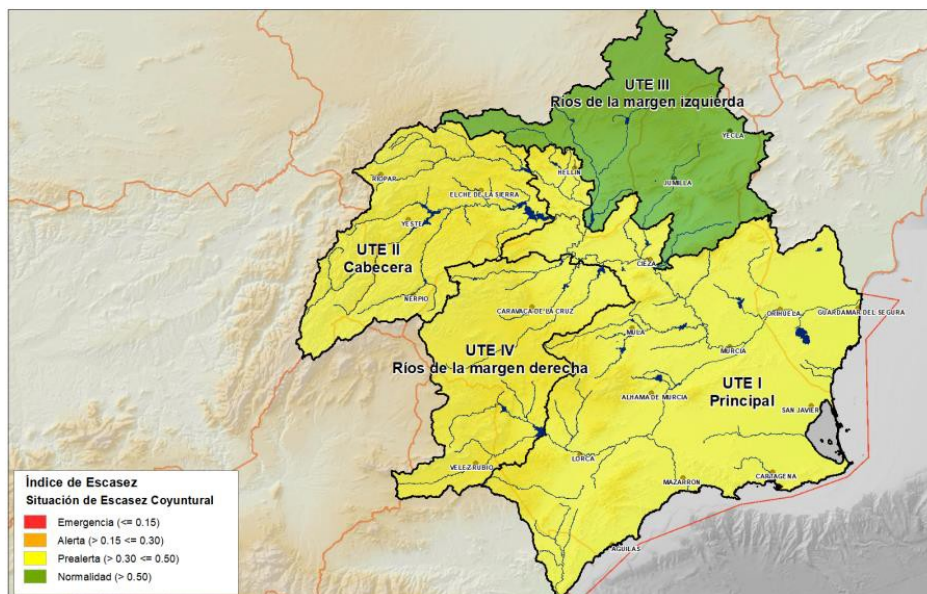 UTE III
Ríos de la margen izquierda
YECLA
HELLIN
RIOPAR
JUMILLA
ELCHE DE LA SIERRA
YESTE
UTE II
Cabecera
CIEZA
NERPIO
CARAVACA DE LA CRUZ
ORIHUELA
GUARDAMAR DEL SEGURA
MULA
UTE IV
Ríos de la margen derecha
MURCIA
UTE I
Principal
ALHAMA DE MURCIA
SAN JAVIER
LORCA
VELEZ RUBIO
CARTAGENA
MAZARRON
AGUILAS
Índice de Escasez
Situación de Escasez Coyuntural
Emergencia (<= 0.15)
Alerta (> 0.15 <= 0.30)
Prealerta (> 0.30 <= 0.50)
Normalidad (> 0.50)